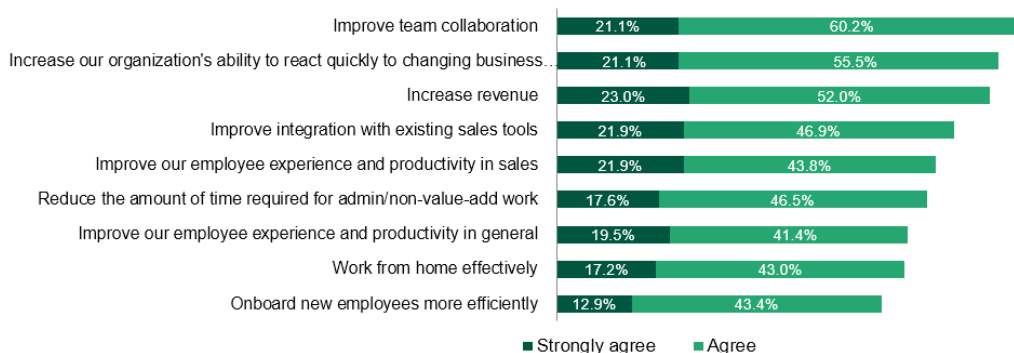 Improve team collaboration 21.1% 60.2%
Increase our organization's ability to react quickly to changing business… 21.1% 55.5%
Increase revenue 23.0% 52.0%
Improve integration with existing sales tools 21.9% 46.9%
Improve our employee experience and productivity in sales 21.9% 43.8%
Reduce the amount of time required for admin/non-value-add work 17.6% 46.5%
Improve our employee experience and productivity in general 19.5% 41.4%
Work from home effectively 17.2% 43.0%
Onboard new employees more efficiently 12.9% 43.4%
Strongly agree Agree